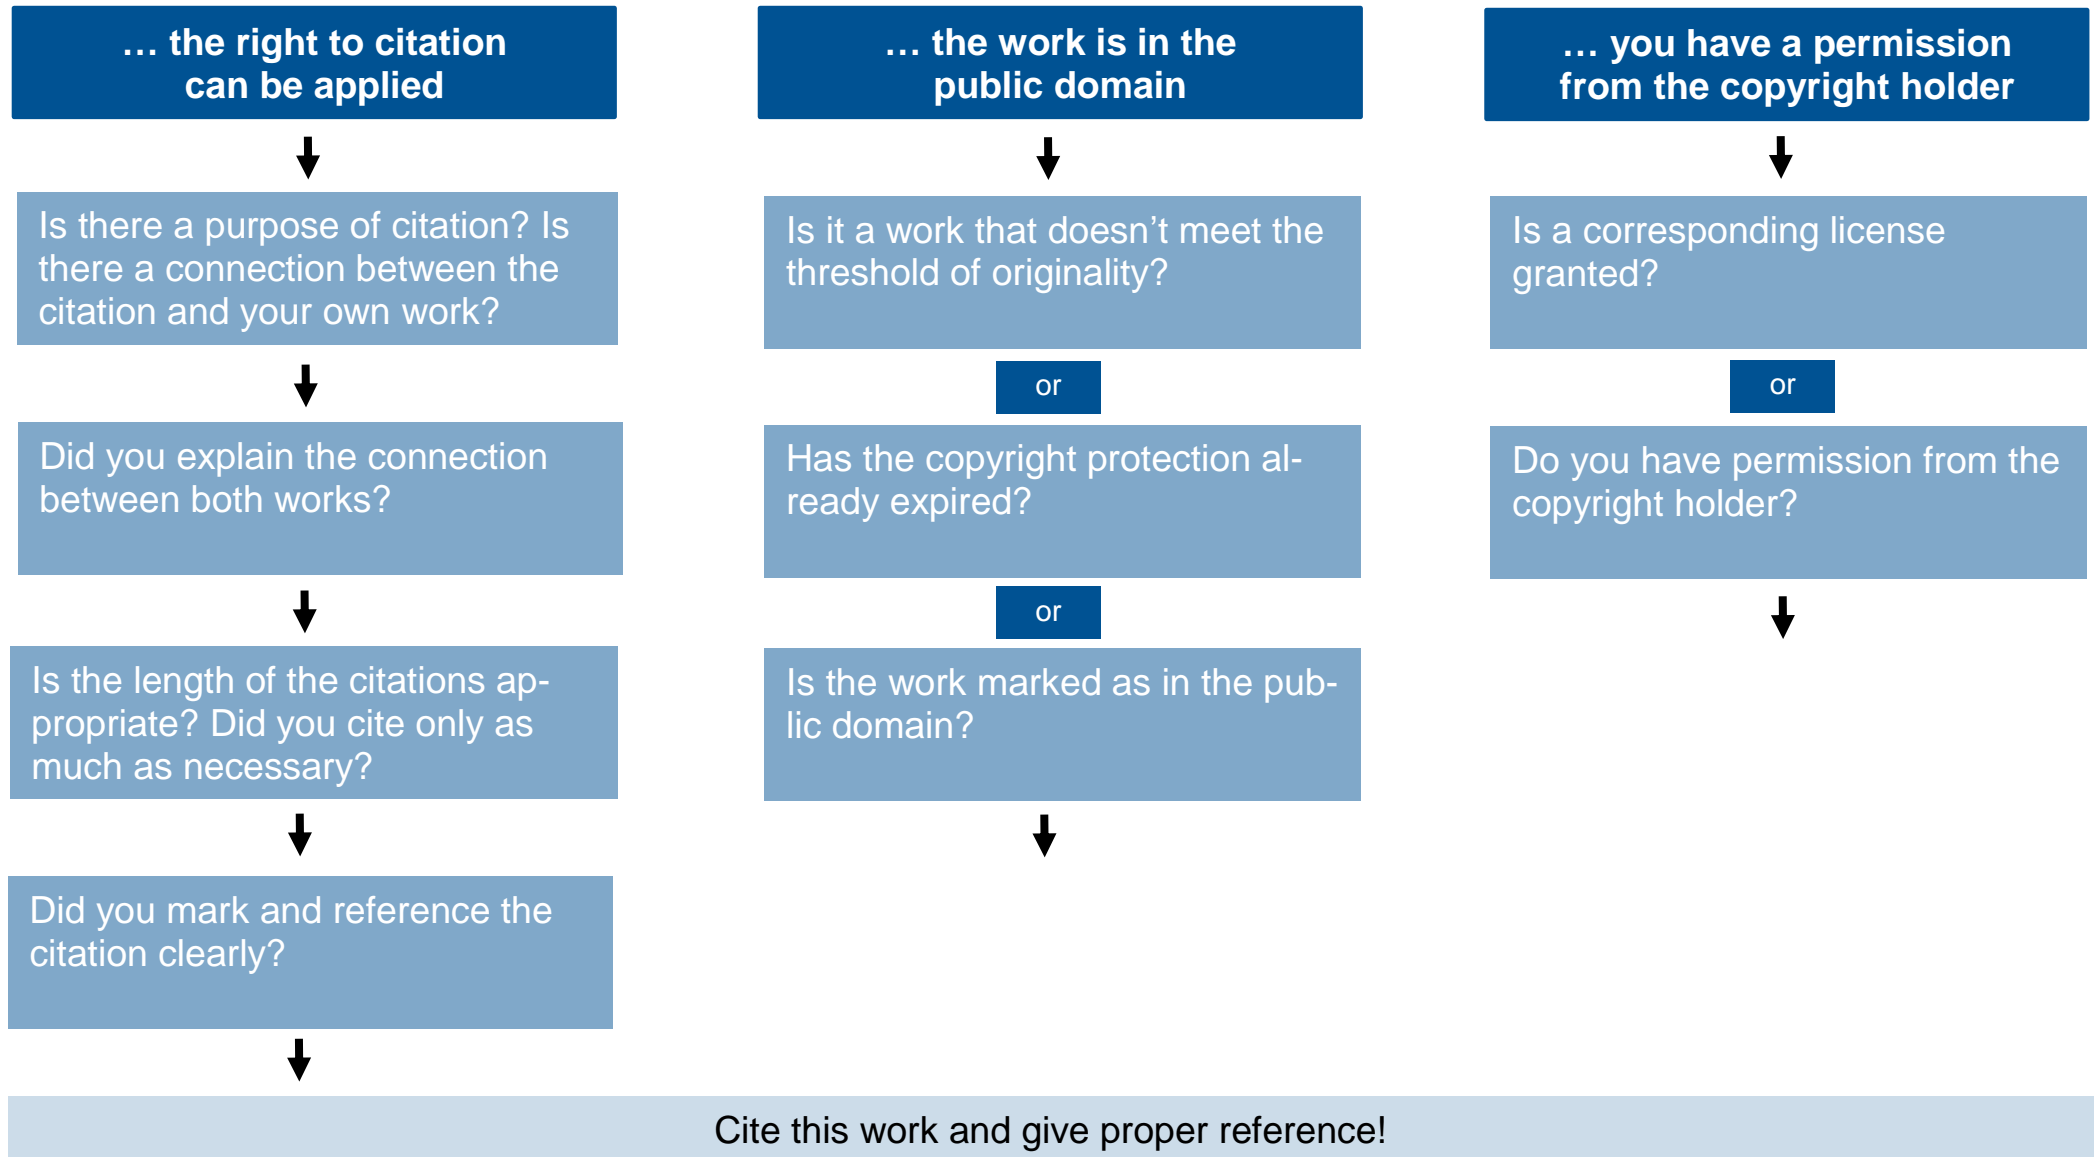 … the right to citation
can be applied
Is there a purpose of citation? Is
there a connection between the
citation and your own work?
Did you explain the connection
between both works?
Is the length of the citations ap-
propriate? Did you cite only as
much as necessary?
Did you mark and reference the
citation clearly?
… the work is in the
public domain
Is it a work that doesn’t meet the
threshold of originality?
or
Has the copyright protection al-
ready expired?
or
Is the work marked as in the pub-
lic domain?
… you have a permission
from the copyright holder
Is a corresponding license
granted?
or
Do you have permission from the
copyright holder?
Cite this work and give proper reference!